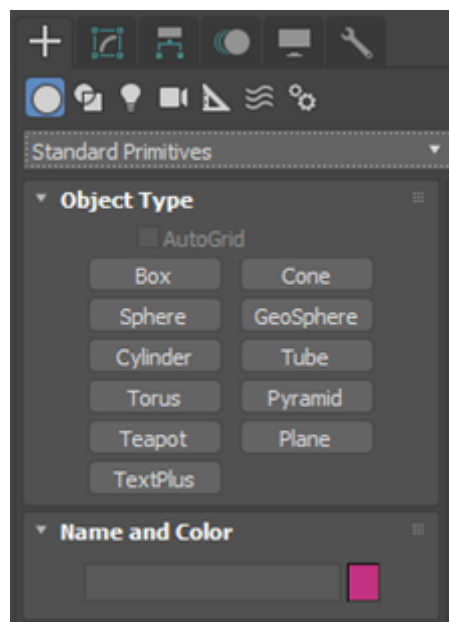 Standard Primitives
Object Type
AutoGrid
Box Cone
Sphere GeoSphere
Cylinder Tube
Torus Pyramid
Teapot Plane
TextPlus
Name and Color